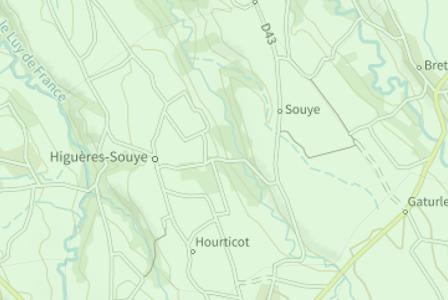 le Luy de France
D43
Bret
Souye
Higuères-Souye
Gaturle
Hourticot